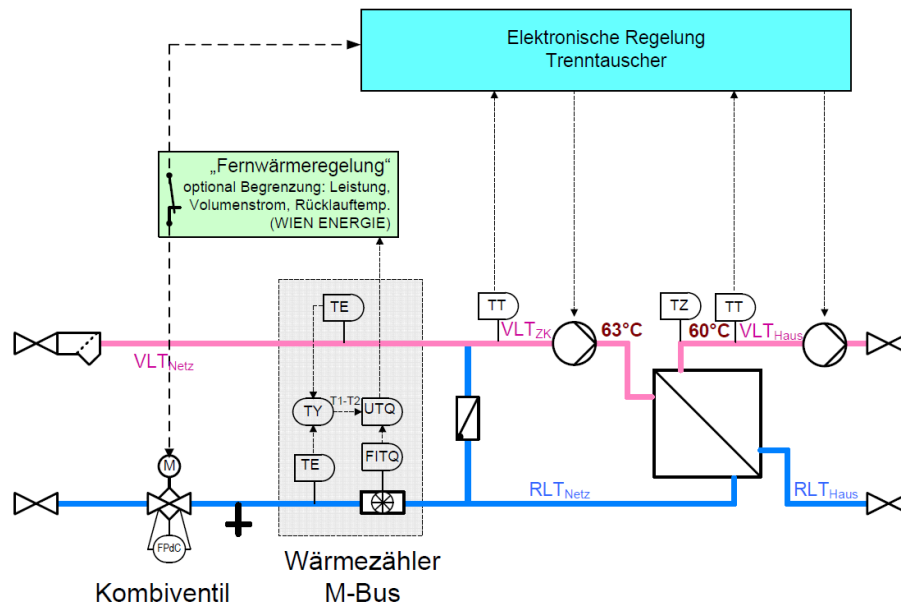 Elektronische Regelung
Trenntauscher
„Fernwärmeregelung“
optional Begrenzung: Leistung,
Volumenstrom, Rücklauftemp.
(WIEN ENERGIE)
TE
TT
TZ
TT
VLT_ZK
63°C
60°C
VLT_Haus
VLT_Netz
TY
T1-T2
UTQ
M
TE
FITQ
RLT_Netz
RLT_Haus
FPdC
Kombiventil
Wärmezähler
M-Bus